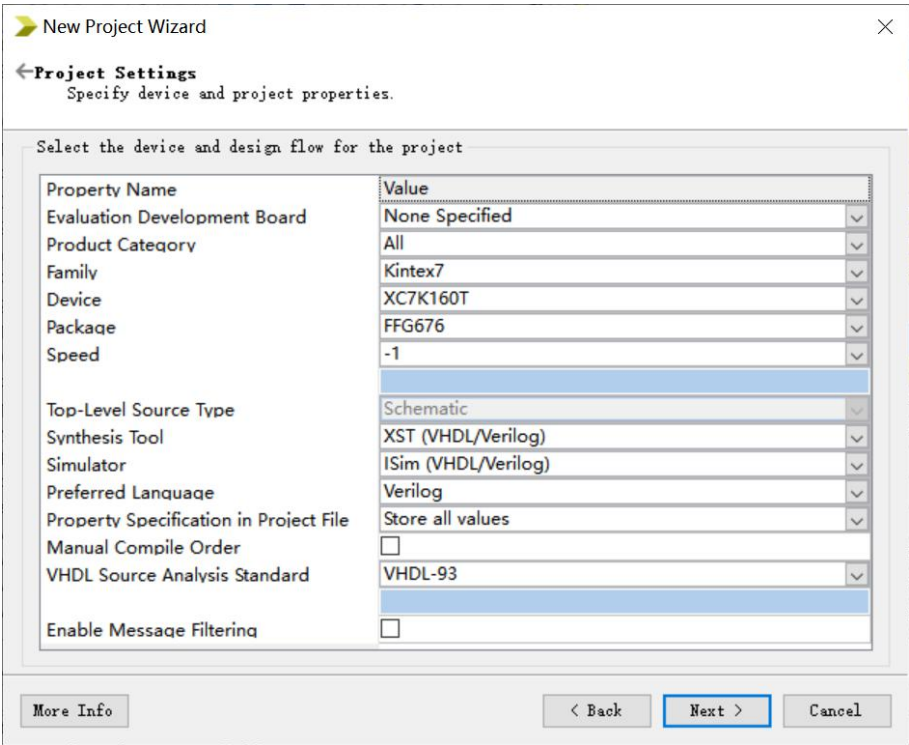 New Project Wizard
Project Settings
Specify device and project properties.
Select the device and design flow for the project
Property Name Value
Evaluation Development Board None Specified
Product Category All
Family Kintex7
Device XC7K160T
Package FFG676
Speed -1
Top-Level Source Type Schematic
Synthesis Tool XST (VHDL/Verilog)
Simulator ISim (VHDL/Verilog)
Preferred Language Verilog
Property Specification in Project File Store all values
Manual Compile Order
VHDL Source Analysis Standard VHDL-93
Enable Message Filtering
More Info < Back Next > Cancel